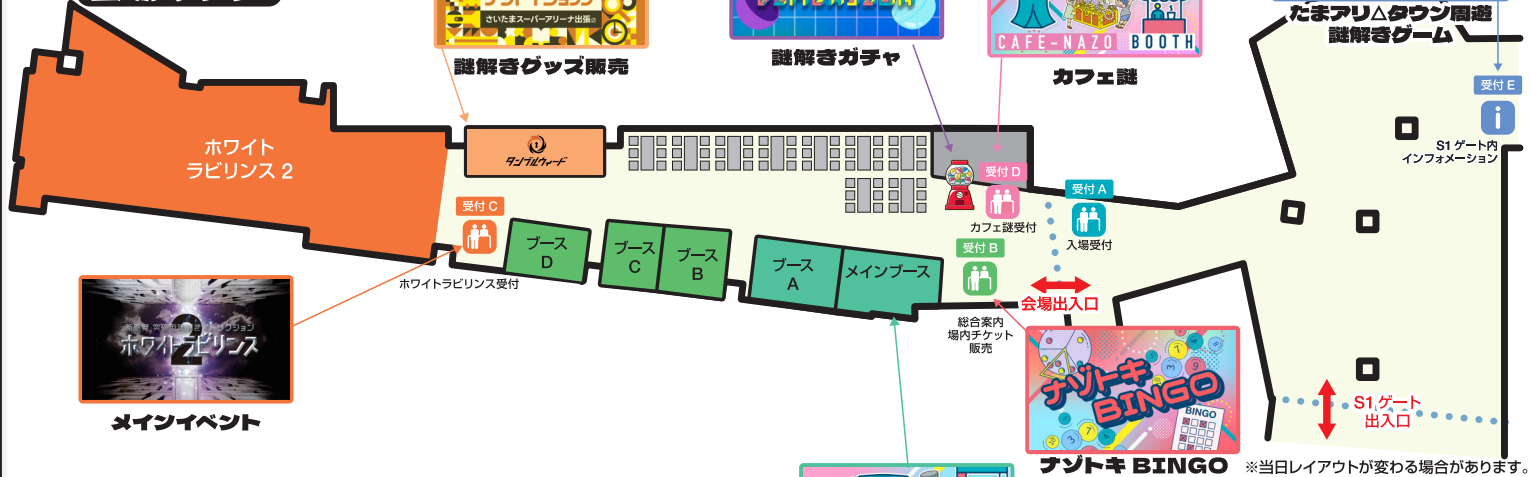 さいたまスーパーアリーナ出張
謎解きグッズ販売
謎解きガチャ
CAFE-NAZO BOOTH
カフェ謎
たまアリ△タウン周遊
謎解きゲーム
受付 E
i
S1 ゲート内
インフォメーション
ホワイト
ラビリンス 2
タンブルウィード
受付 D
カフェ謎受付
受付 A
入場受付
受付 C
ホワイトラビリンス受付
ブース
D
ブース
C
ブース
B
ブース
A
メインブース
受付 B
総合案内
場内チケット
販売
会場出入口
ホワイトラビリンス
2
メインイベント
ナゾトキ
BINGO
BINGO
ナゾトキ BINGO
S1 ゲート
出入口
※当日レイアウトが変わる場合があります。